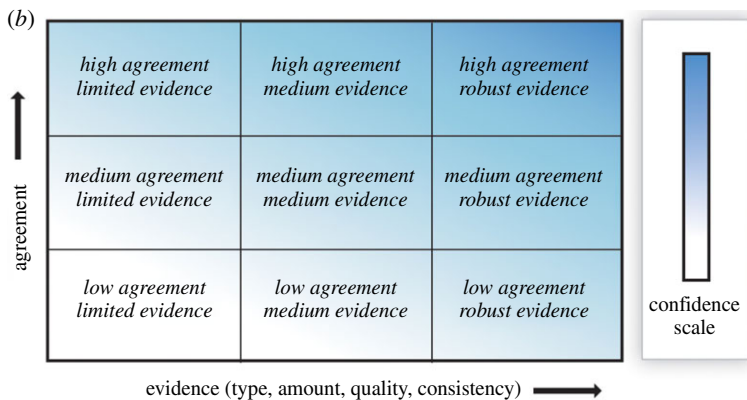 (b)
high agreement
limited evidence
high agreement
medium evidence
high agreement
robust evidence
medium agreement
limited evidence
medium agreement
medium evidence
medium agreement
robust evidence
low agreement
limited evidence
low agreement
medium evidence
low agreement
robust evidence
agreement
evidence (type, amount, quality, consistency)
confidence
scale